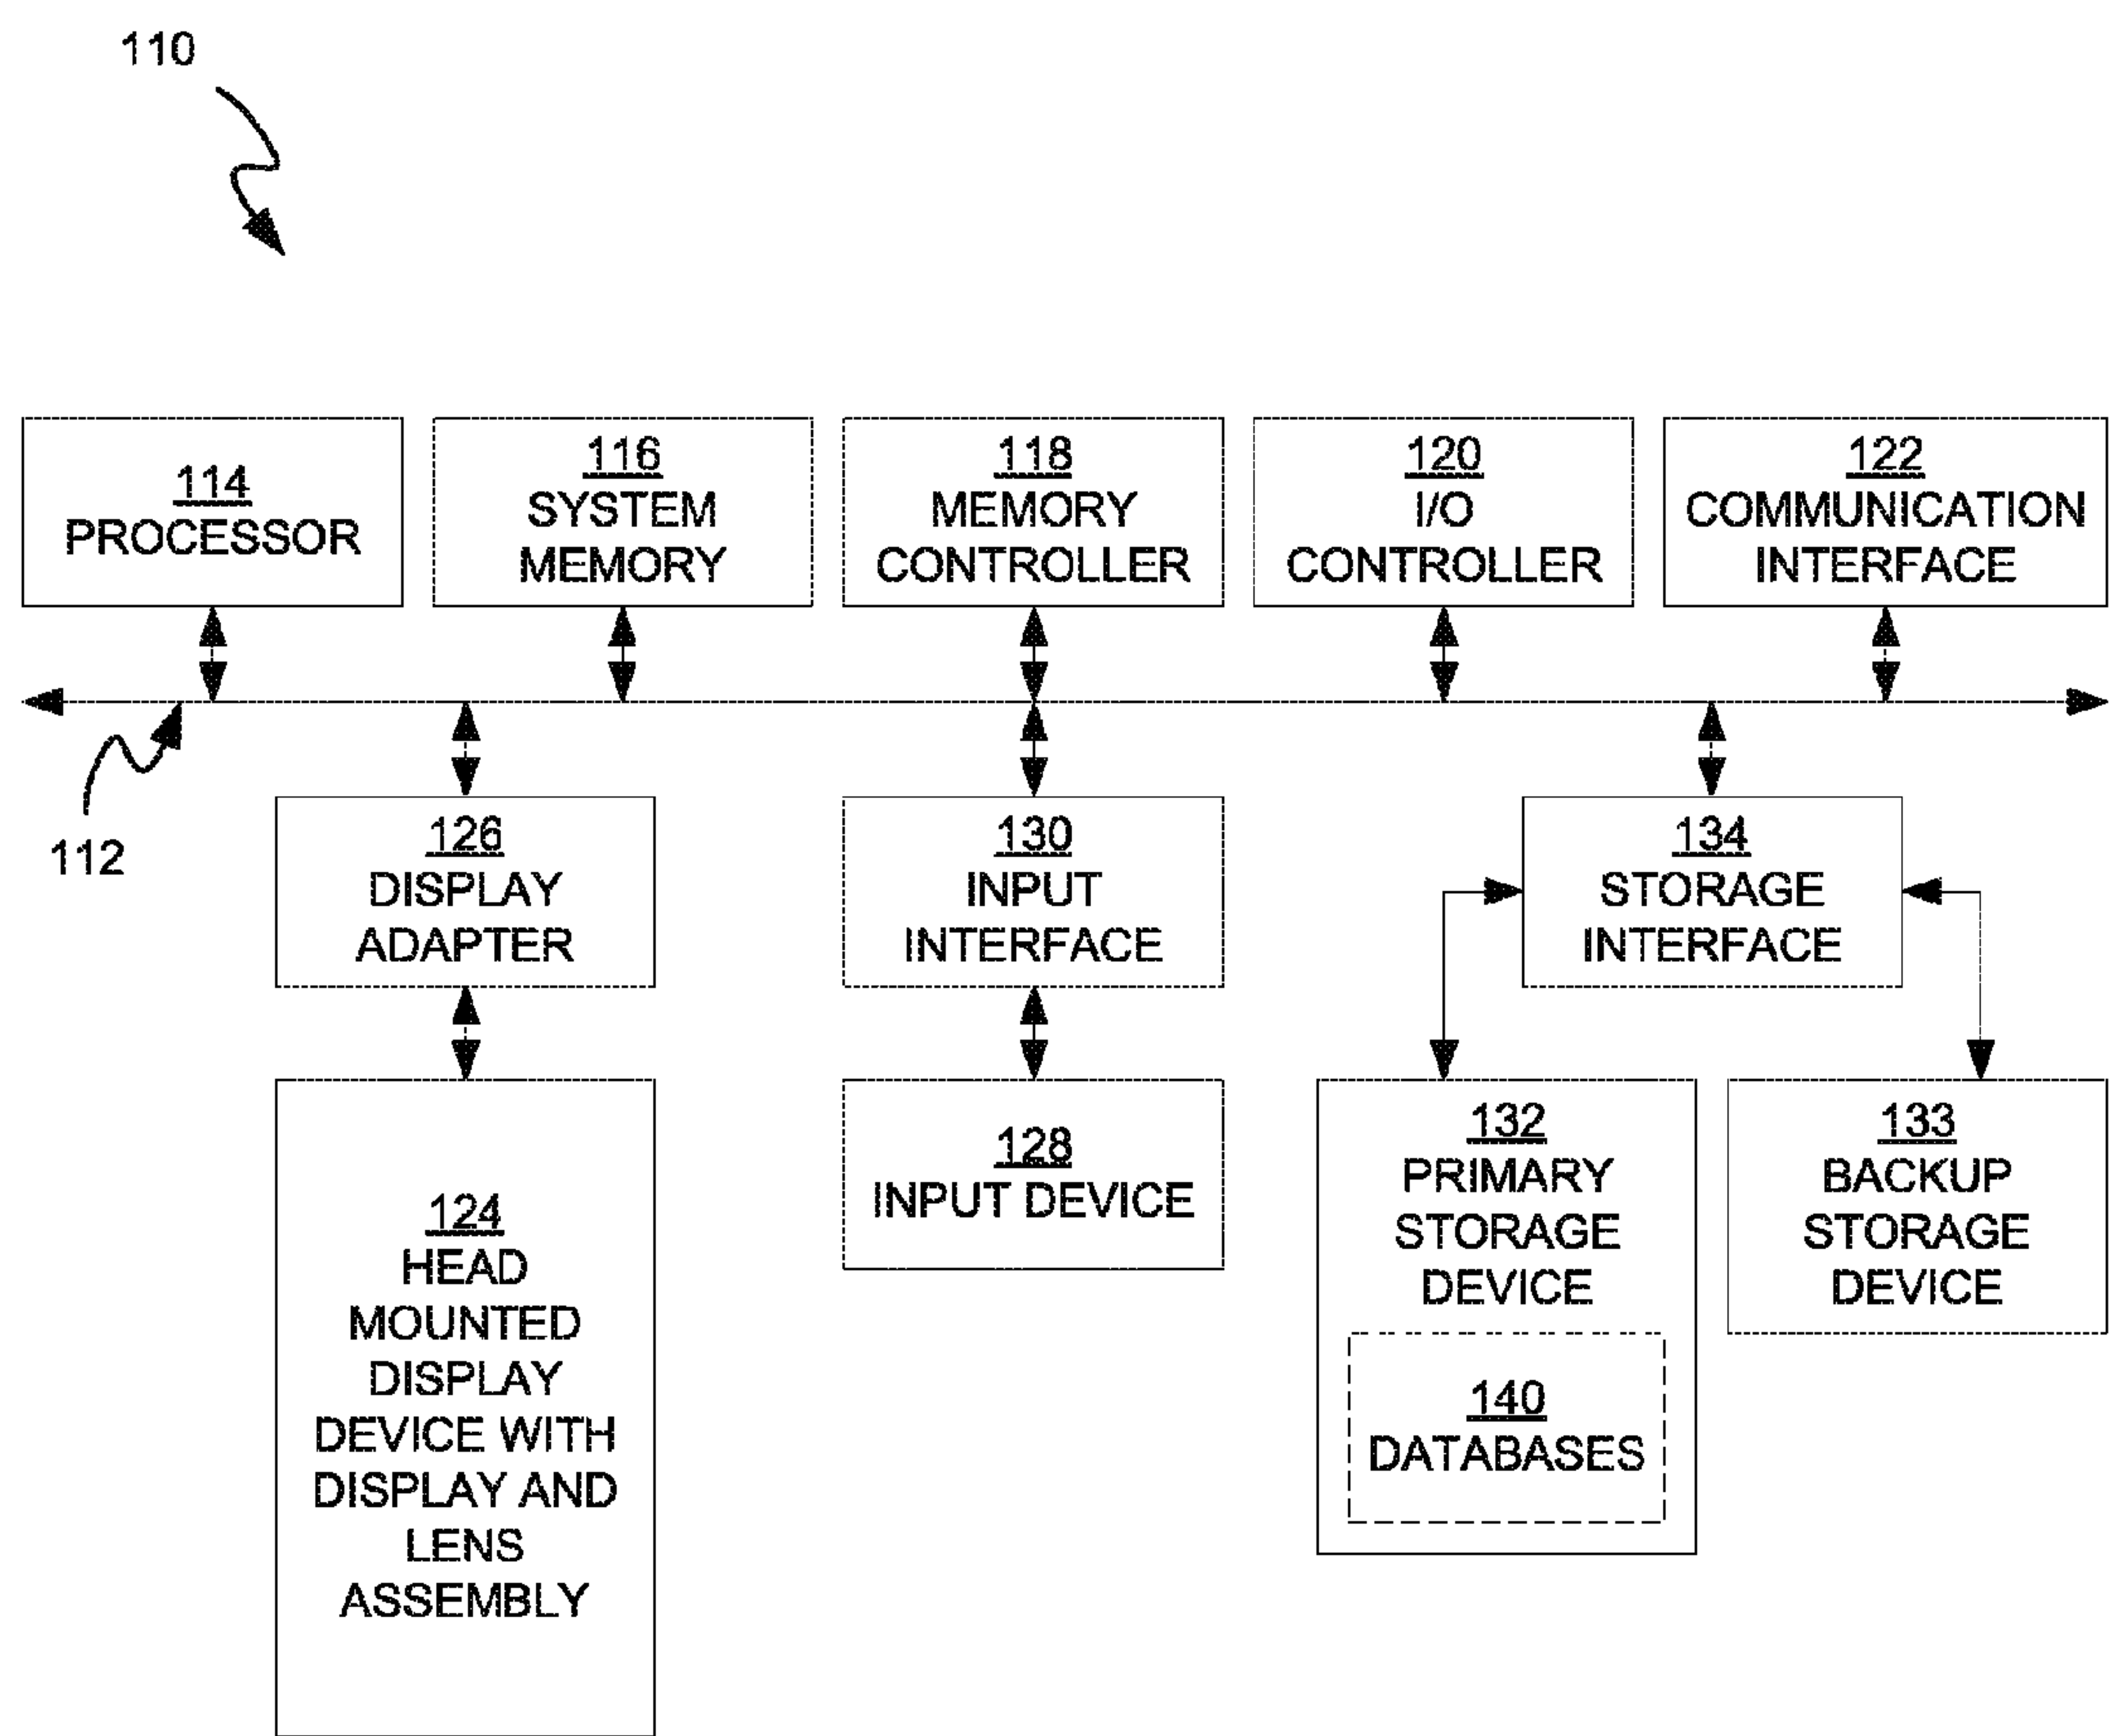 110
114
PROCESSOR
116
SYSTEM
MEMORY
118
MEMORY
CONTROLLER
120
I/O
CONTROLLER
122
COMMUNICATION
INTERFACE
112
126
DISPLAY
ADAPTER
130
INPUT
INTERFACE
134
STORAGE
INTERFACE
124
HEAD
MOUNTED
DISPLAY
DEVICE WITH
DISPLAY AND
LENS
ASSEMBLY
128
INPUT DEVICE
132
PRIMARY
STORAGE
DEVICE
140
DATABASES
133
BACKUP
STORAGE
DEVICE